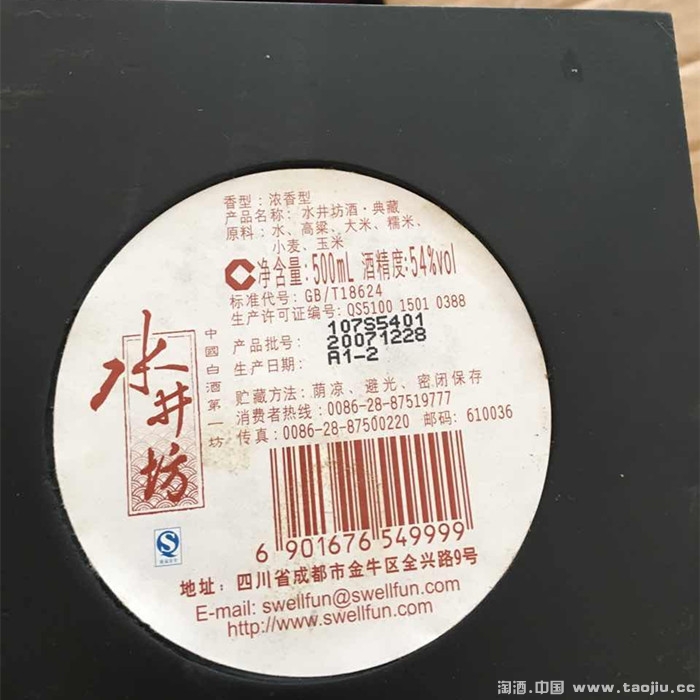 香型：浓香型
产品名称：水井坊酒·典藏
原料：水、高粱、大米、糯米、
小麦、玉米
净含量：500mL 酒精度：54%vol
标准代号：GB/T18624
生产许可证编号：QS5100 1501 0388
产品批号：107S5401
20071228
生产日期：A1-2
贮藏方法：荫凉、避光、密闭保存
消费者热线：0086-28-87519777
传真：0086-28-87500220 邮码：610036
水井坊
中國白酒第一坊
QS
6 901676 549999
地址：四川省成都市金牛区全兴路9号
E-mail: swellfun@swellfun.com
http://www.swellfun.com
淘酒.中国 www.taojiu.cc